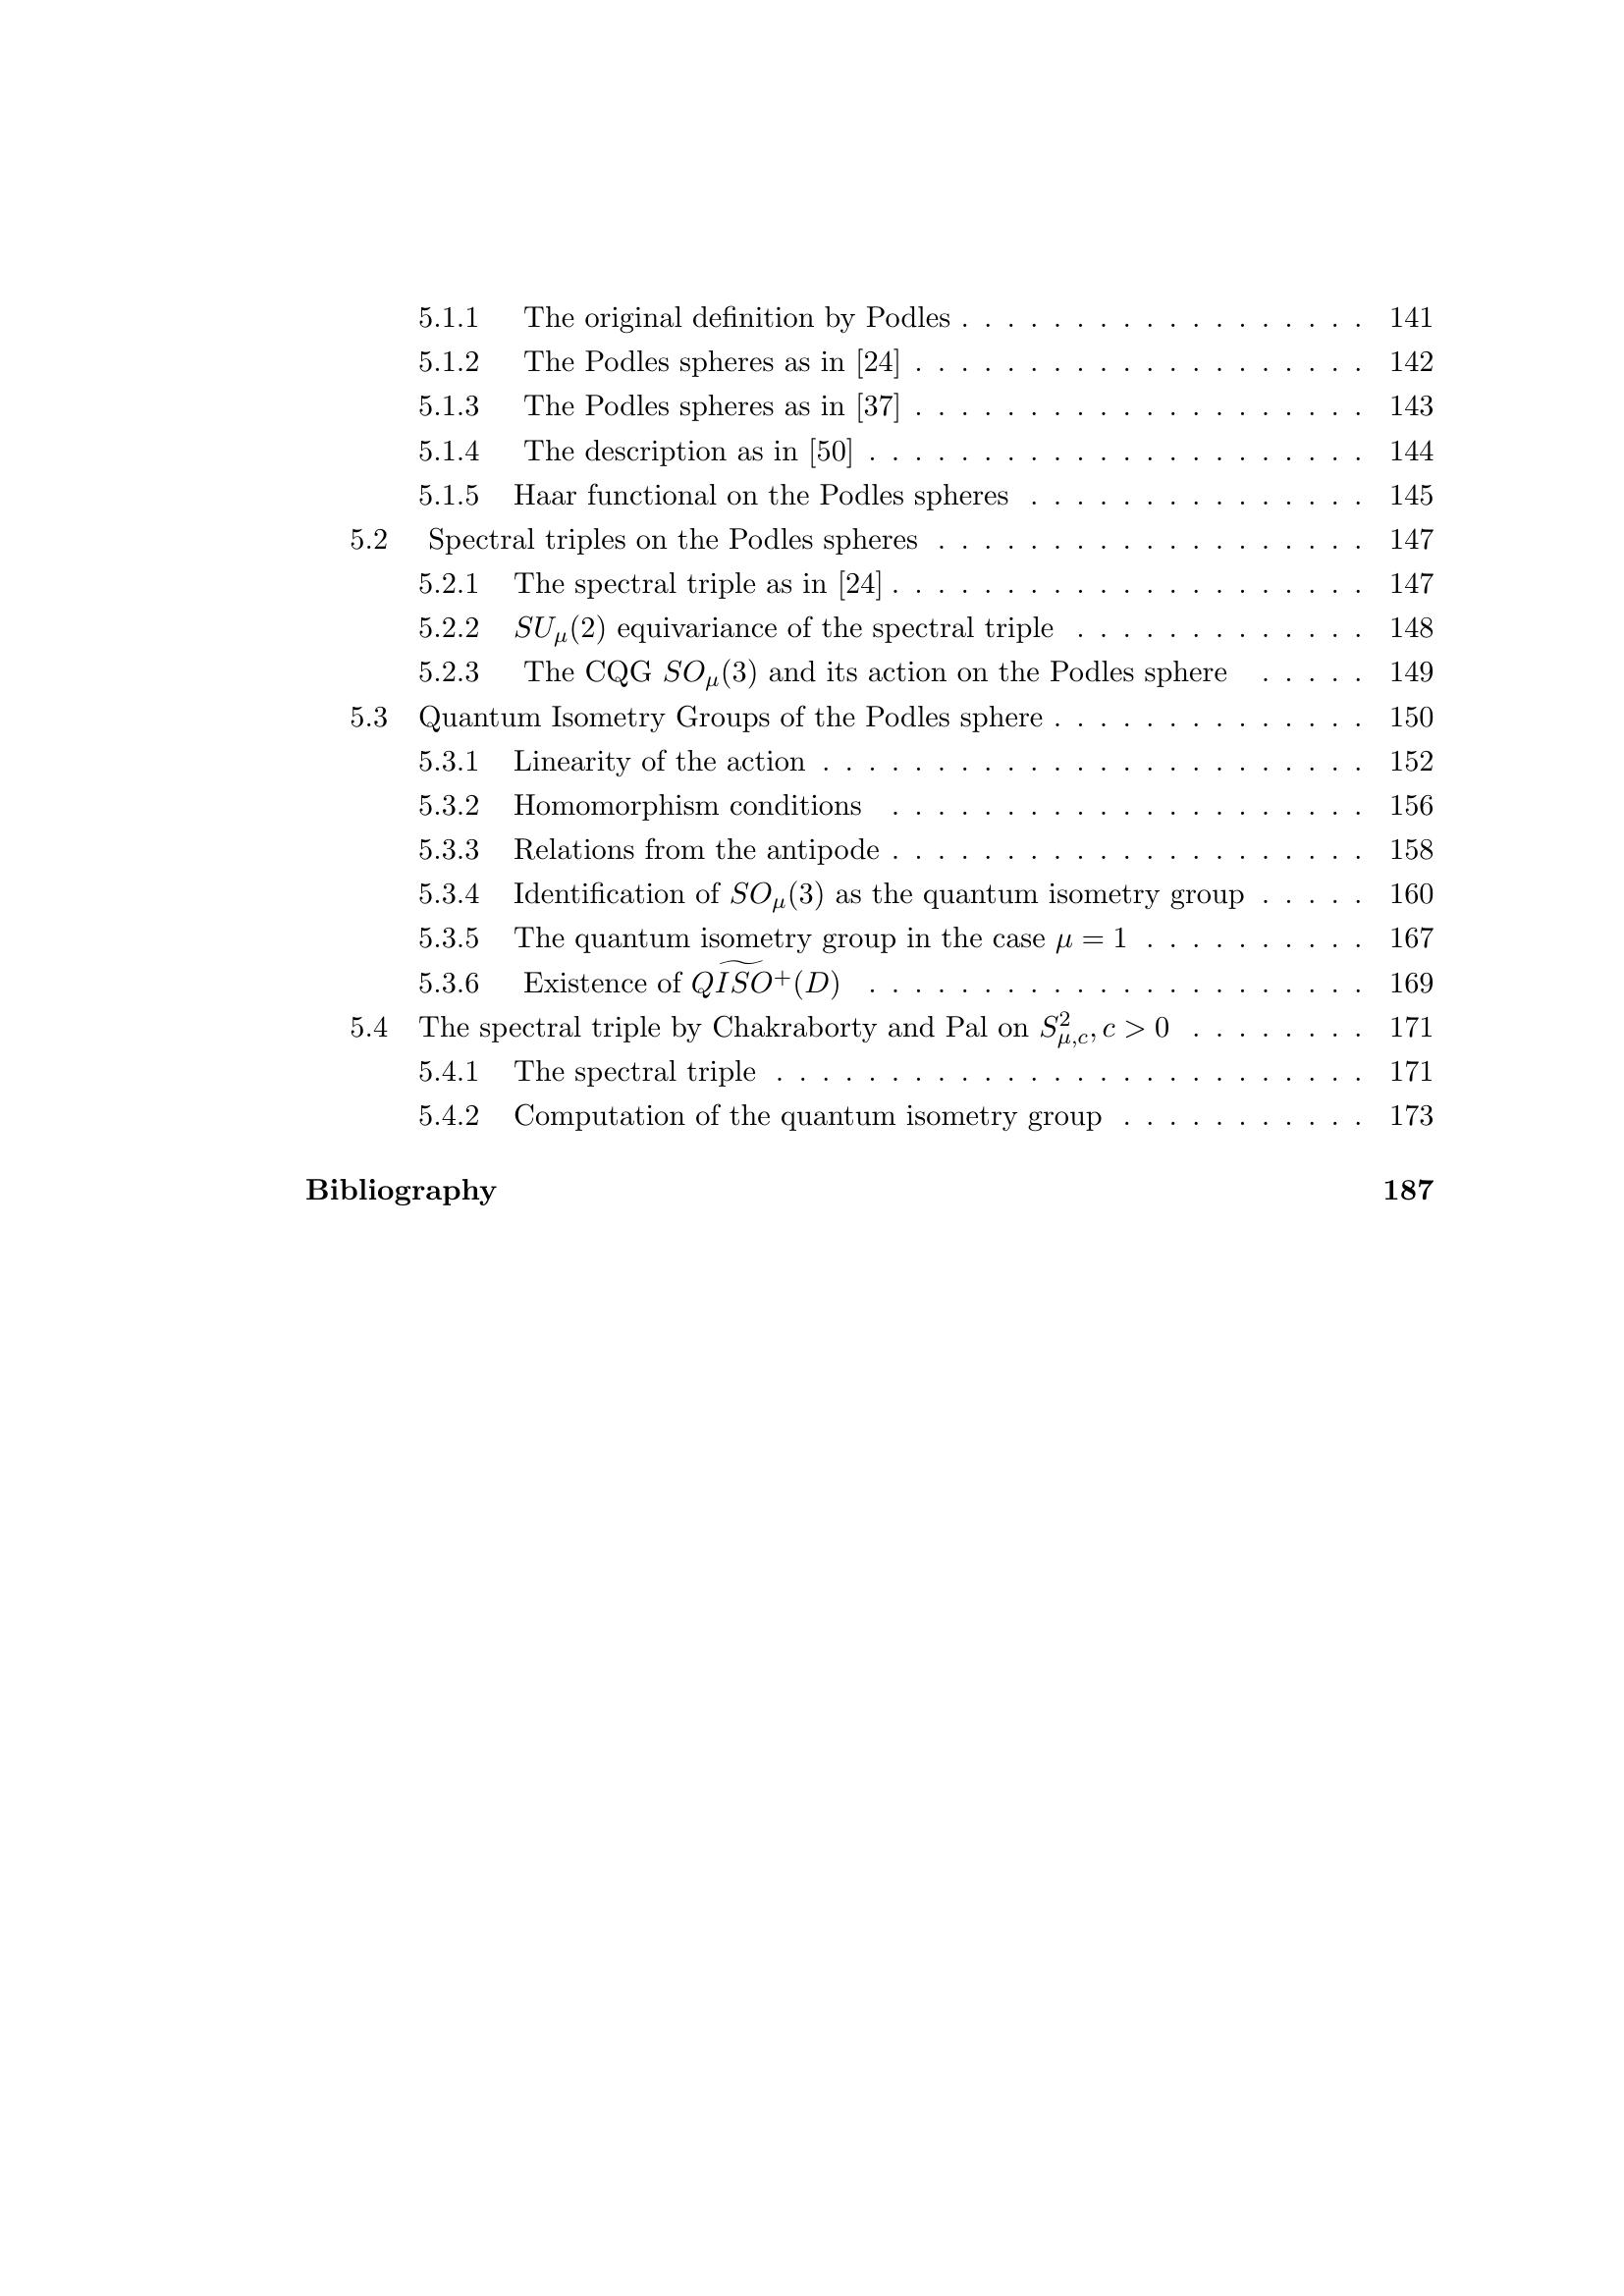 5.1.1 The original definition by Podles . . . . . . . . . . . . . . . . . . 141
5.1.2 The Podles spheres as in [24] . . . . . . . . . . . . . . . . . . . . 142
5.1.3 The Podles spheres as in [37] . . . . . . . . . . . . . . . . . . . . 143
5.1.4 The description as in [50] . . . . . . . . . . . . . . . . . . . . . . 144
5.1.5 Haar functional on the Podles spheres . . . . . . . . . . . . . . . 145
5.2 Spectral triples on the Podles spheres . . . . . . . . . . . . . . . . . . . 147
5.2.1 The spectral triple as in [24] . . . . . . . . . . . . . . . . . . . . . 147
5.2.2 $SU_\mu(2)$ equivariance of the spectral triple . . . . . . . . . . . . . 148
5.2.3 The CQG $SO_\mu(3)$ and its action on the Podles sphere . . . . . 149
5.3 Quantum Isometry Groups of the Podles sphere . . . . . . . . . . . . . . 150
5.3.1 Linearity of the action . . . . . . . . . . . . . . . . . . . . . . . . 152
5.3.2 Homomorphism conditions . . . . . . . . . . . . . . . . . . . . . 156
5.3.3 Relations from the antipode . . . . . . . . . . . . . . . . . . . . . 158
5.3.4 Identification of $SO_\mu(3)$ as the quantum isometry group . . . . . 160
5.3.5 The quantum isometry group in the case $\mu = 1$ . . . . . . . . . . 167
5.3.6 Existence of $\widetilde{QISO^+}(D)$ . . . . . . . . . . . . . . . . . . . . . . 169
5.4 The spectral triple by Chakraborty and Pal on $S^2_{\mu,c}, c > 0$ . . . . . . . . 171
5.4.1 The spectral triple . . . . . . . . . . . . . . . . . . . . . . . . . . 171
5.4.2 Computation of the quantum isometry group . . . . . . . . . . . 173
Bibliography 187